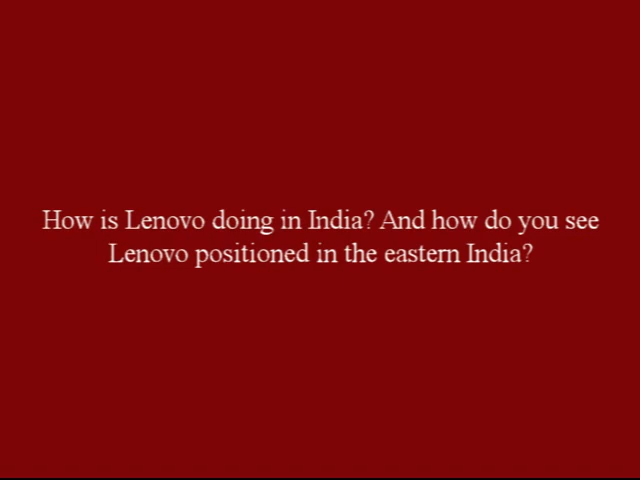 How is Lenovo doing in India? And how do you see
Lenovo positioned in the eastern India?